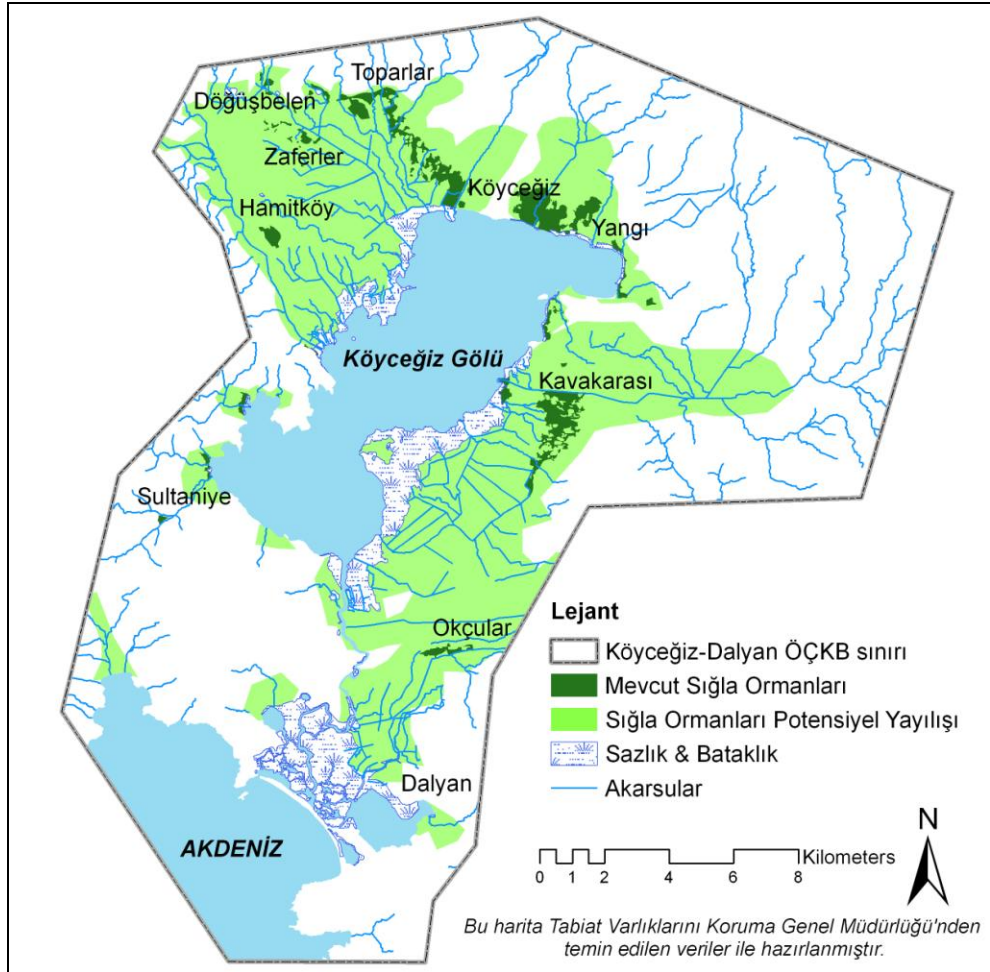 Toparlar
Döğüşbelen
Zaferler
Köyceğiz
Hamitköy
Yangı
Köyceğiz Gölü
Kavakarası
Sultaniye
Okçular
Dalyan
AKDENİZ
Lejant
Köyceğiz-Dalyan ÖÇKB sınırı
Mevcut Sığla Ormanları
Sığla Ormanları Potensiyel Yayılışı
Sazlık & Bataklık
Akarsular
N
Kilometers
0 1 2 4 6 8
Bu harita Tabiat Varlıklarını Koruma Genel Müdürlüğü'nden
temin edilen veriler ile hazırlanmıştır.